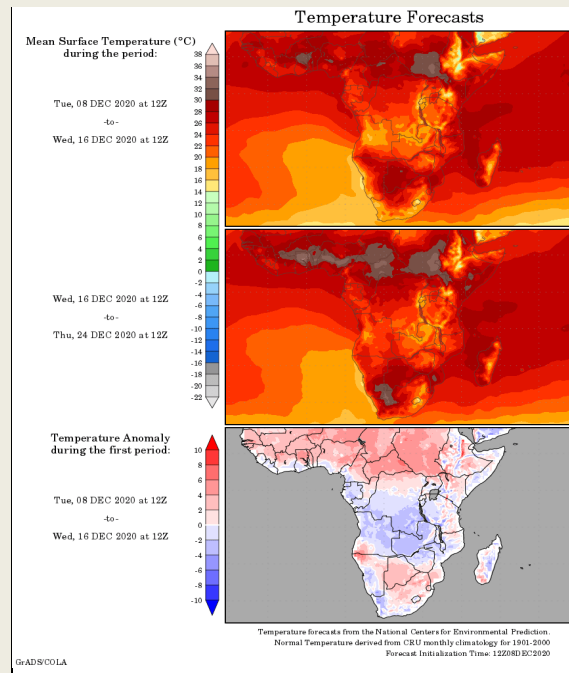 Temperature Forecasts
Mean Surface Temperature (°C)
during the period:
Tue, 08 DEC 2020 at 12Z
-to-
Wed, 16 DEC 2020 at 12Z
38
36
34
32
30
28
26
24
22
20
18
16
14
12
10
8
6
4
2
0
-2
-4
-6
-8
-10
-12
-14
-16
-18
-20
-22
Wed, 16 DEC 2020 at 12Z
-to-
Thu, 24 DEC 2020 at 12Z
Temperature Anomaly
during the first period:
Tue, 08 DEC 2020 at 12Z
-to-
Wed, 16 DEC 2020 at 12Z
10
8
6
4
2
0
-2
-4
-6
-8
-10
Temperature forecasts from the National Centers for Environmental Prediction.
Normal Temperature derived from CRU monthly climatology for 1901-2000
Forecast Initialization Time: 12Z08DEC2020
GrADS/COLA